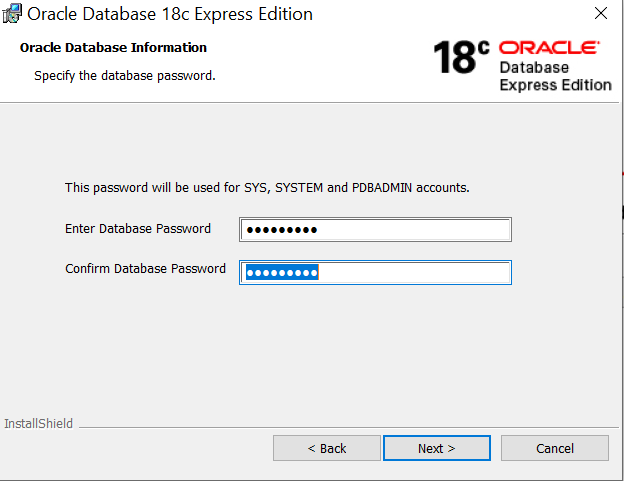 Oracle Database 18c Express Edition
Oracle Database Information
Specify the database password.
18c ORACLE®
Database
Express Edition
This password will be used for SYS, SYSTEM and PDBADMIN accounts.
Enter Database Password ●●●●●●●●●
Confirm Database Password ●●●●●●●●●
InstallShield
< Back Next > Cancel